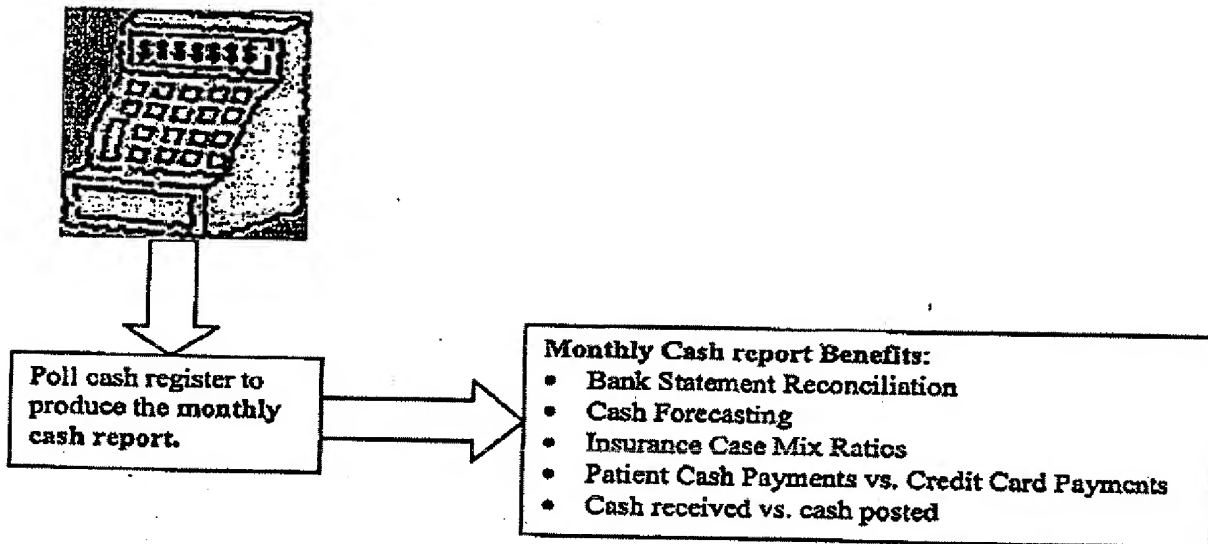 $$$$$$$
Poll cash register to
produce the monthly
cash report.
Monthly Cash report Benefits:
• Bank Statement Reconciliation
• Cash Forecasting
• Insurance Case Mix Ratios
• Patient Cash Payments vs. Credit Card Payments
• Cash received vs. cash posted